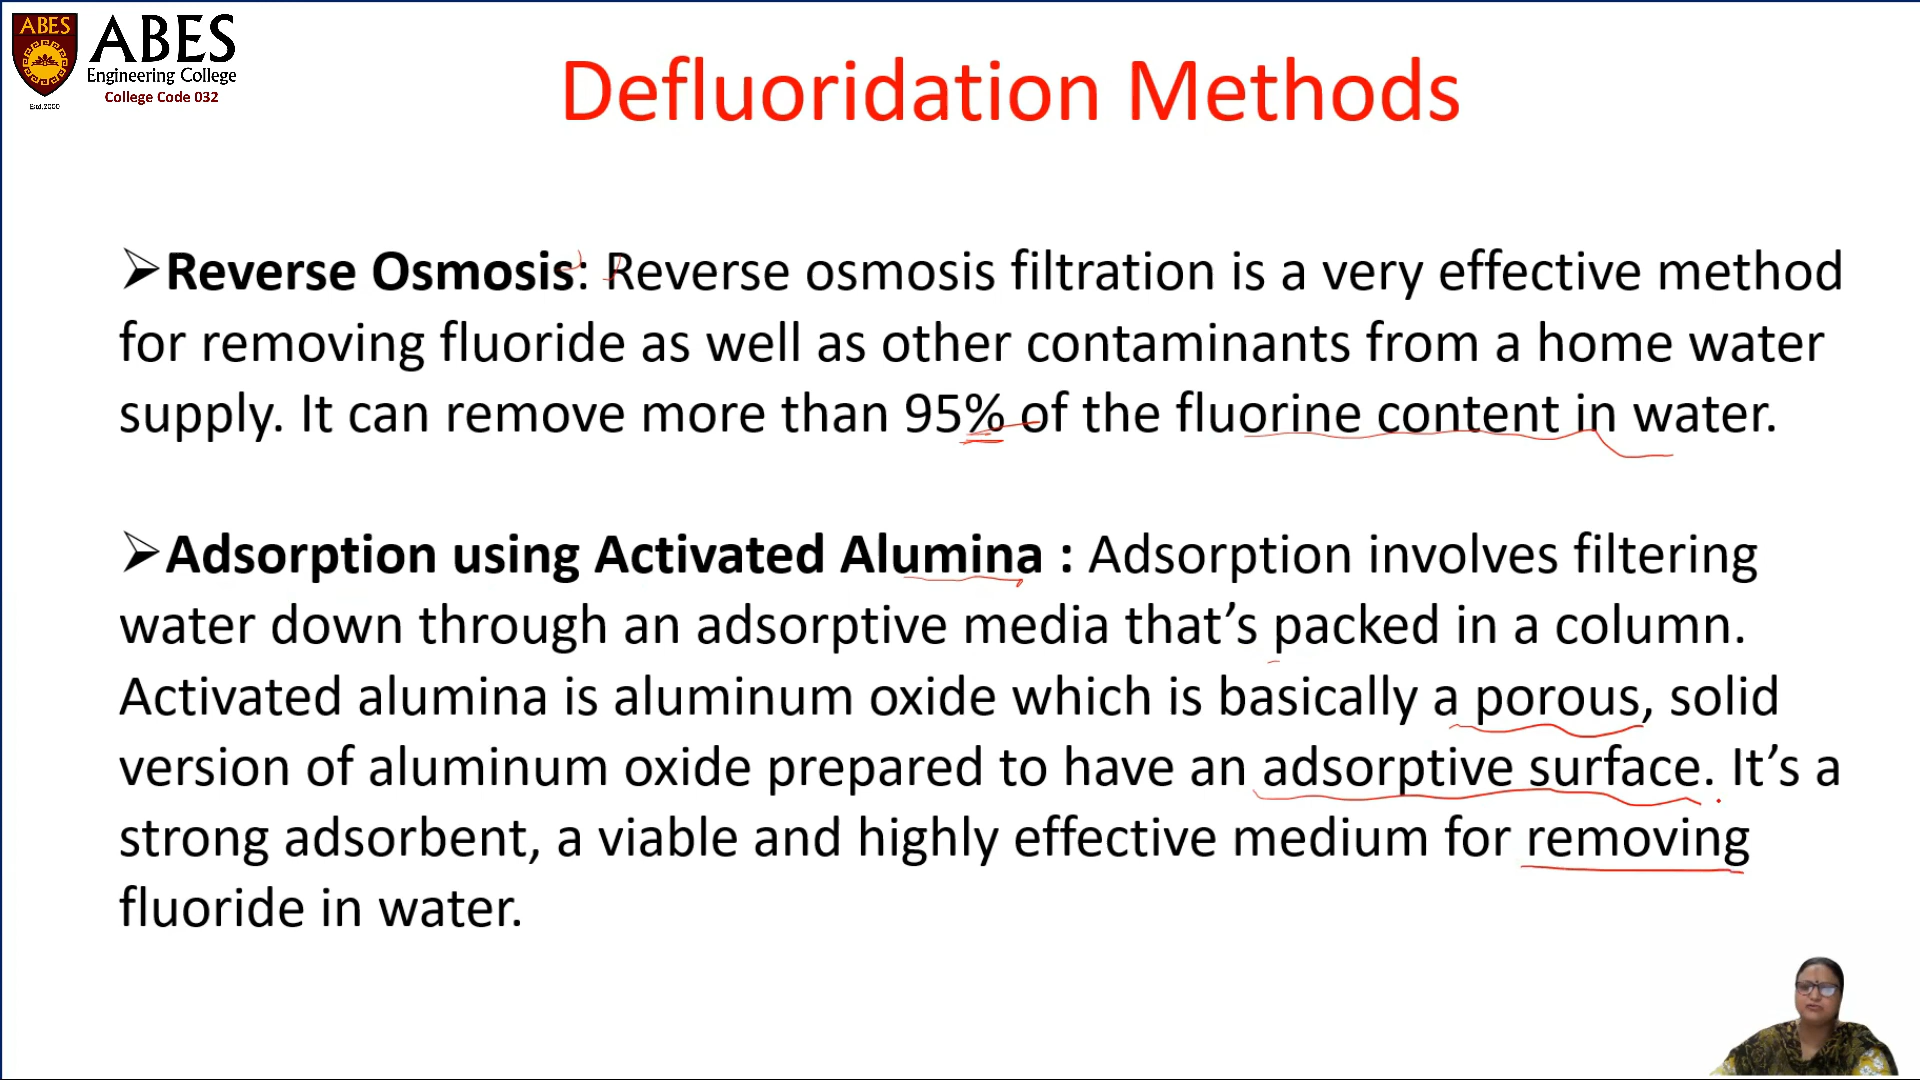 ABES
ABES
Engineering College
College Code 032
Estd.2000
Defluoridation Methods
➢Reverse Osmosis: Reverse osmosis filtration is a very effective method
for removing fluoride as well as other contaminants from a home water
supply. It can remove more than 95% of the fluorine content in water.
➢Adsorption using Activated Alumina : Adsorption involves filtering
water down through an adsorptive media that’s packed in a column.
Activated alumina is aluminum oxide which is basically a porous, solid
version of aluminum oxide prepared to have an adsorptive surface. It’s a
strong adsorbent, a viable and highly effective medium for removing
fluoride in water.